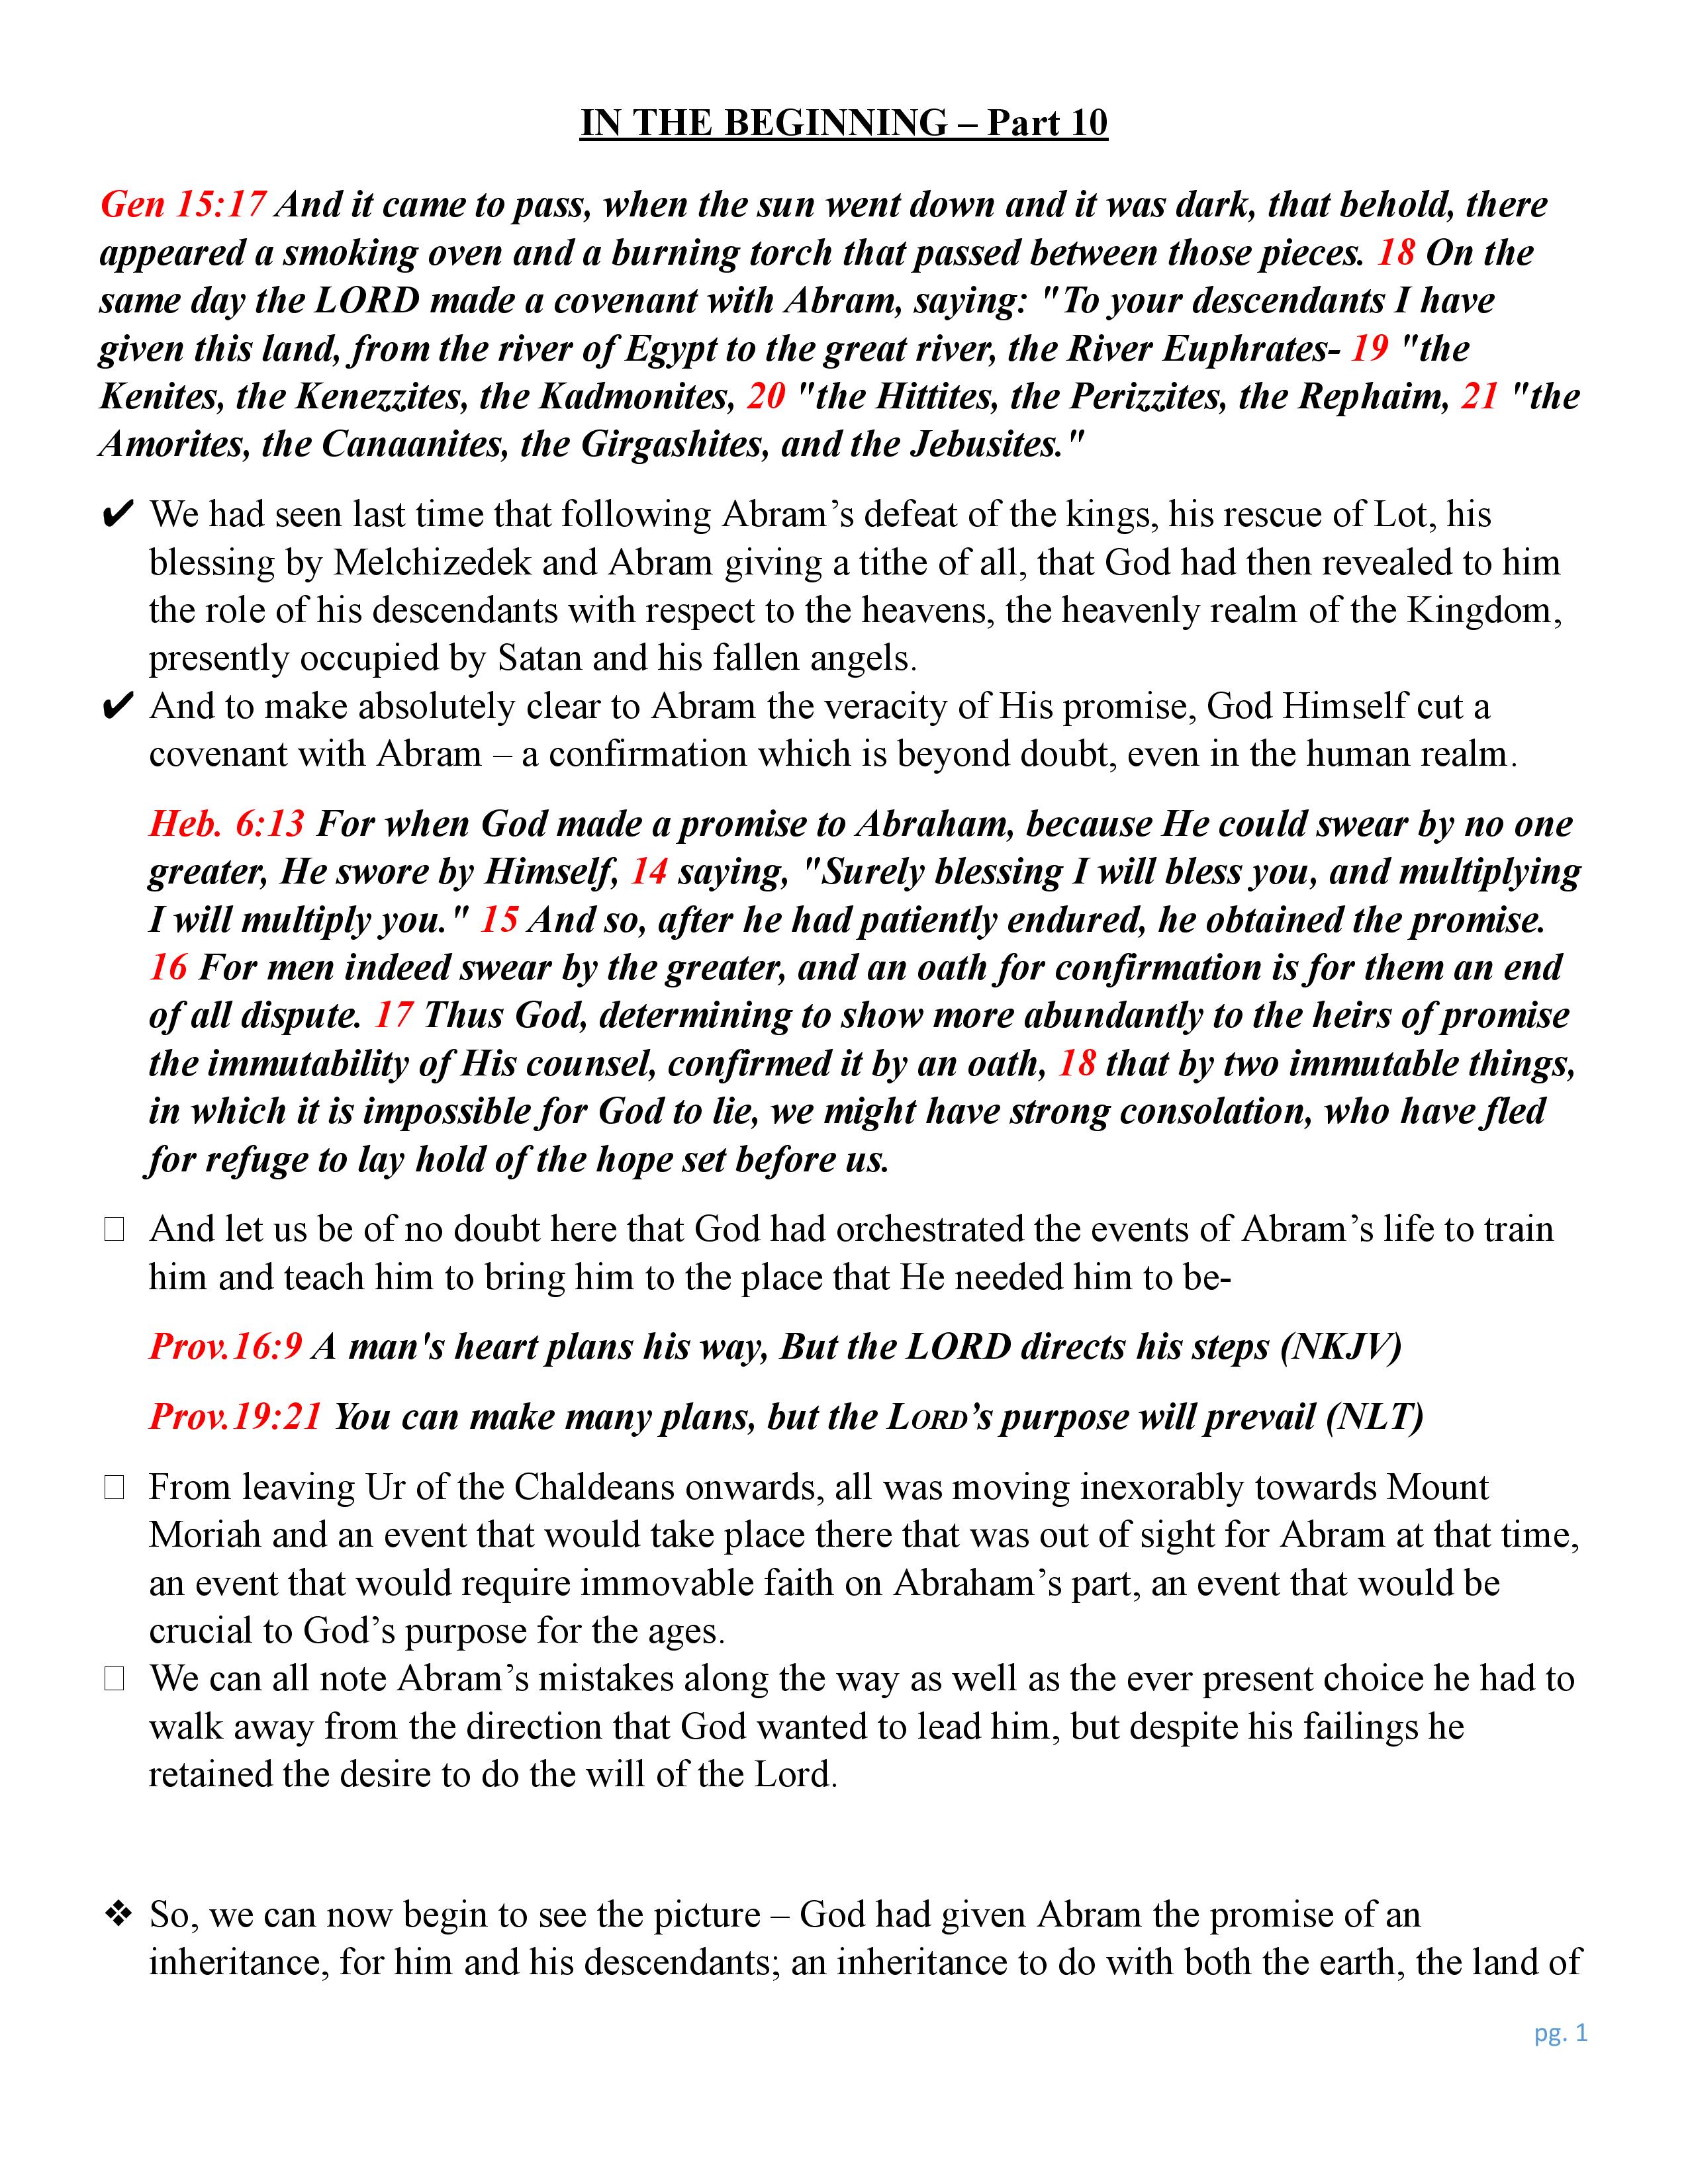 IN THE BEGINNING – Part 10
Gen 15:17 And it came to pass, when the sun went down and it was dark, that behold, there
appeared a smoking oven and a burning torch that passed between those pieces. 18 On the
same day the LORD made a covenant with Abram, saying: "To your descendants I have
given this land, from the river of Egypt to the great river, the River Euphrates- 19 "the
Kenites, the Kenezzites, the Kadmonites, 20 "the Hittites, the Perizzites, the Rephaim, 21 "the
Amorites, the Canaanites, the Girgashites, and the Jebusites."
✔ We had seen last time that following Abram’s defeat of the kings, his rescue of Lot, his
blessing by Melchizedek and Abram giving a tithe of all, that God had then revealed to him
the role of his descendants with respect to the heavens, the heavenly realm of the Kingdom,
presently occupied by Satan and his fallen angels.
✔ And to make absolutely clear to Abram the veracity of His promise, God Himself cut a
covenant with Abram – a confirmation which is beyond doubt, even in the human realm.
Heb. 6:13 For when God made a promise to Abraham, because He could swear by no one
greater, He swore by Himself, 14 saying, "Surely blessing I will bless you, and multiplying
I will multiply you." 15 And so, after he had patiently endured, he obtained the promise.
16 For men indeed swear by the greater, and an oath for confirmation is for them an end
of all dispute. 17 Thus God, determining to show more abundantly to the heirs of promise
the immutability of His counsel, confirmed it by an oath, 18 that by two immutable things,
in which it is impossible for God to lie, we might have strong consolation, who have fled
for refuge to lay hold of the hope set before us.
□ And let us be of no doubt here that God had orchestrated the events of Abram’s life to train
him and teach him to bring him to the place that He needed him to be-
Prov.16:9 A man's heart plans his way, But the LORD directs his steps (NKJV)
Prov.19:21 You can make many plans, but the LORD’s purpose will prevail (NLT)
□ From leaving Ur of the Chaldeans onwards, all was moving inexorably towards Mount
Moriah and an event that would take place there that was out of sight for Abram at that time,
an event that would require immovable faith on Abraham’s part, an event that would be
crucial to God’s purpose for the ages.
□ We can all note Abram’s mistakes along the way as well as the ever present choice he had to
walk away from the direction that God wanted to lead him, but despite his failings he
retained the desire to do the will of the Lord.
❖ So, we can now begin to see the picture – God had given Abram the promise of an
inheritance, for him and his descendants; an inheritance to do with both the earth, the land of
pg. 1